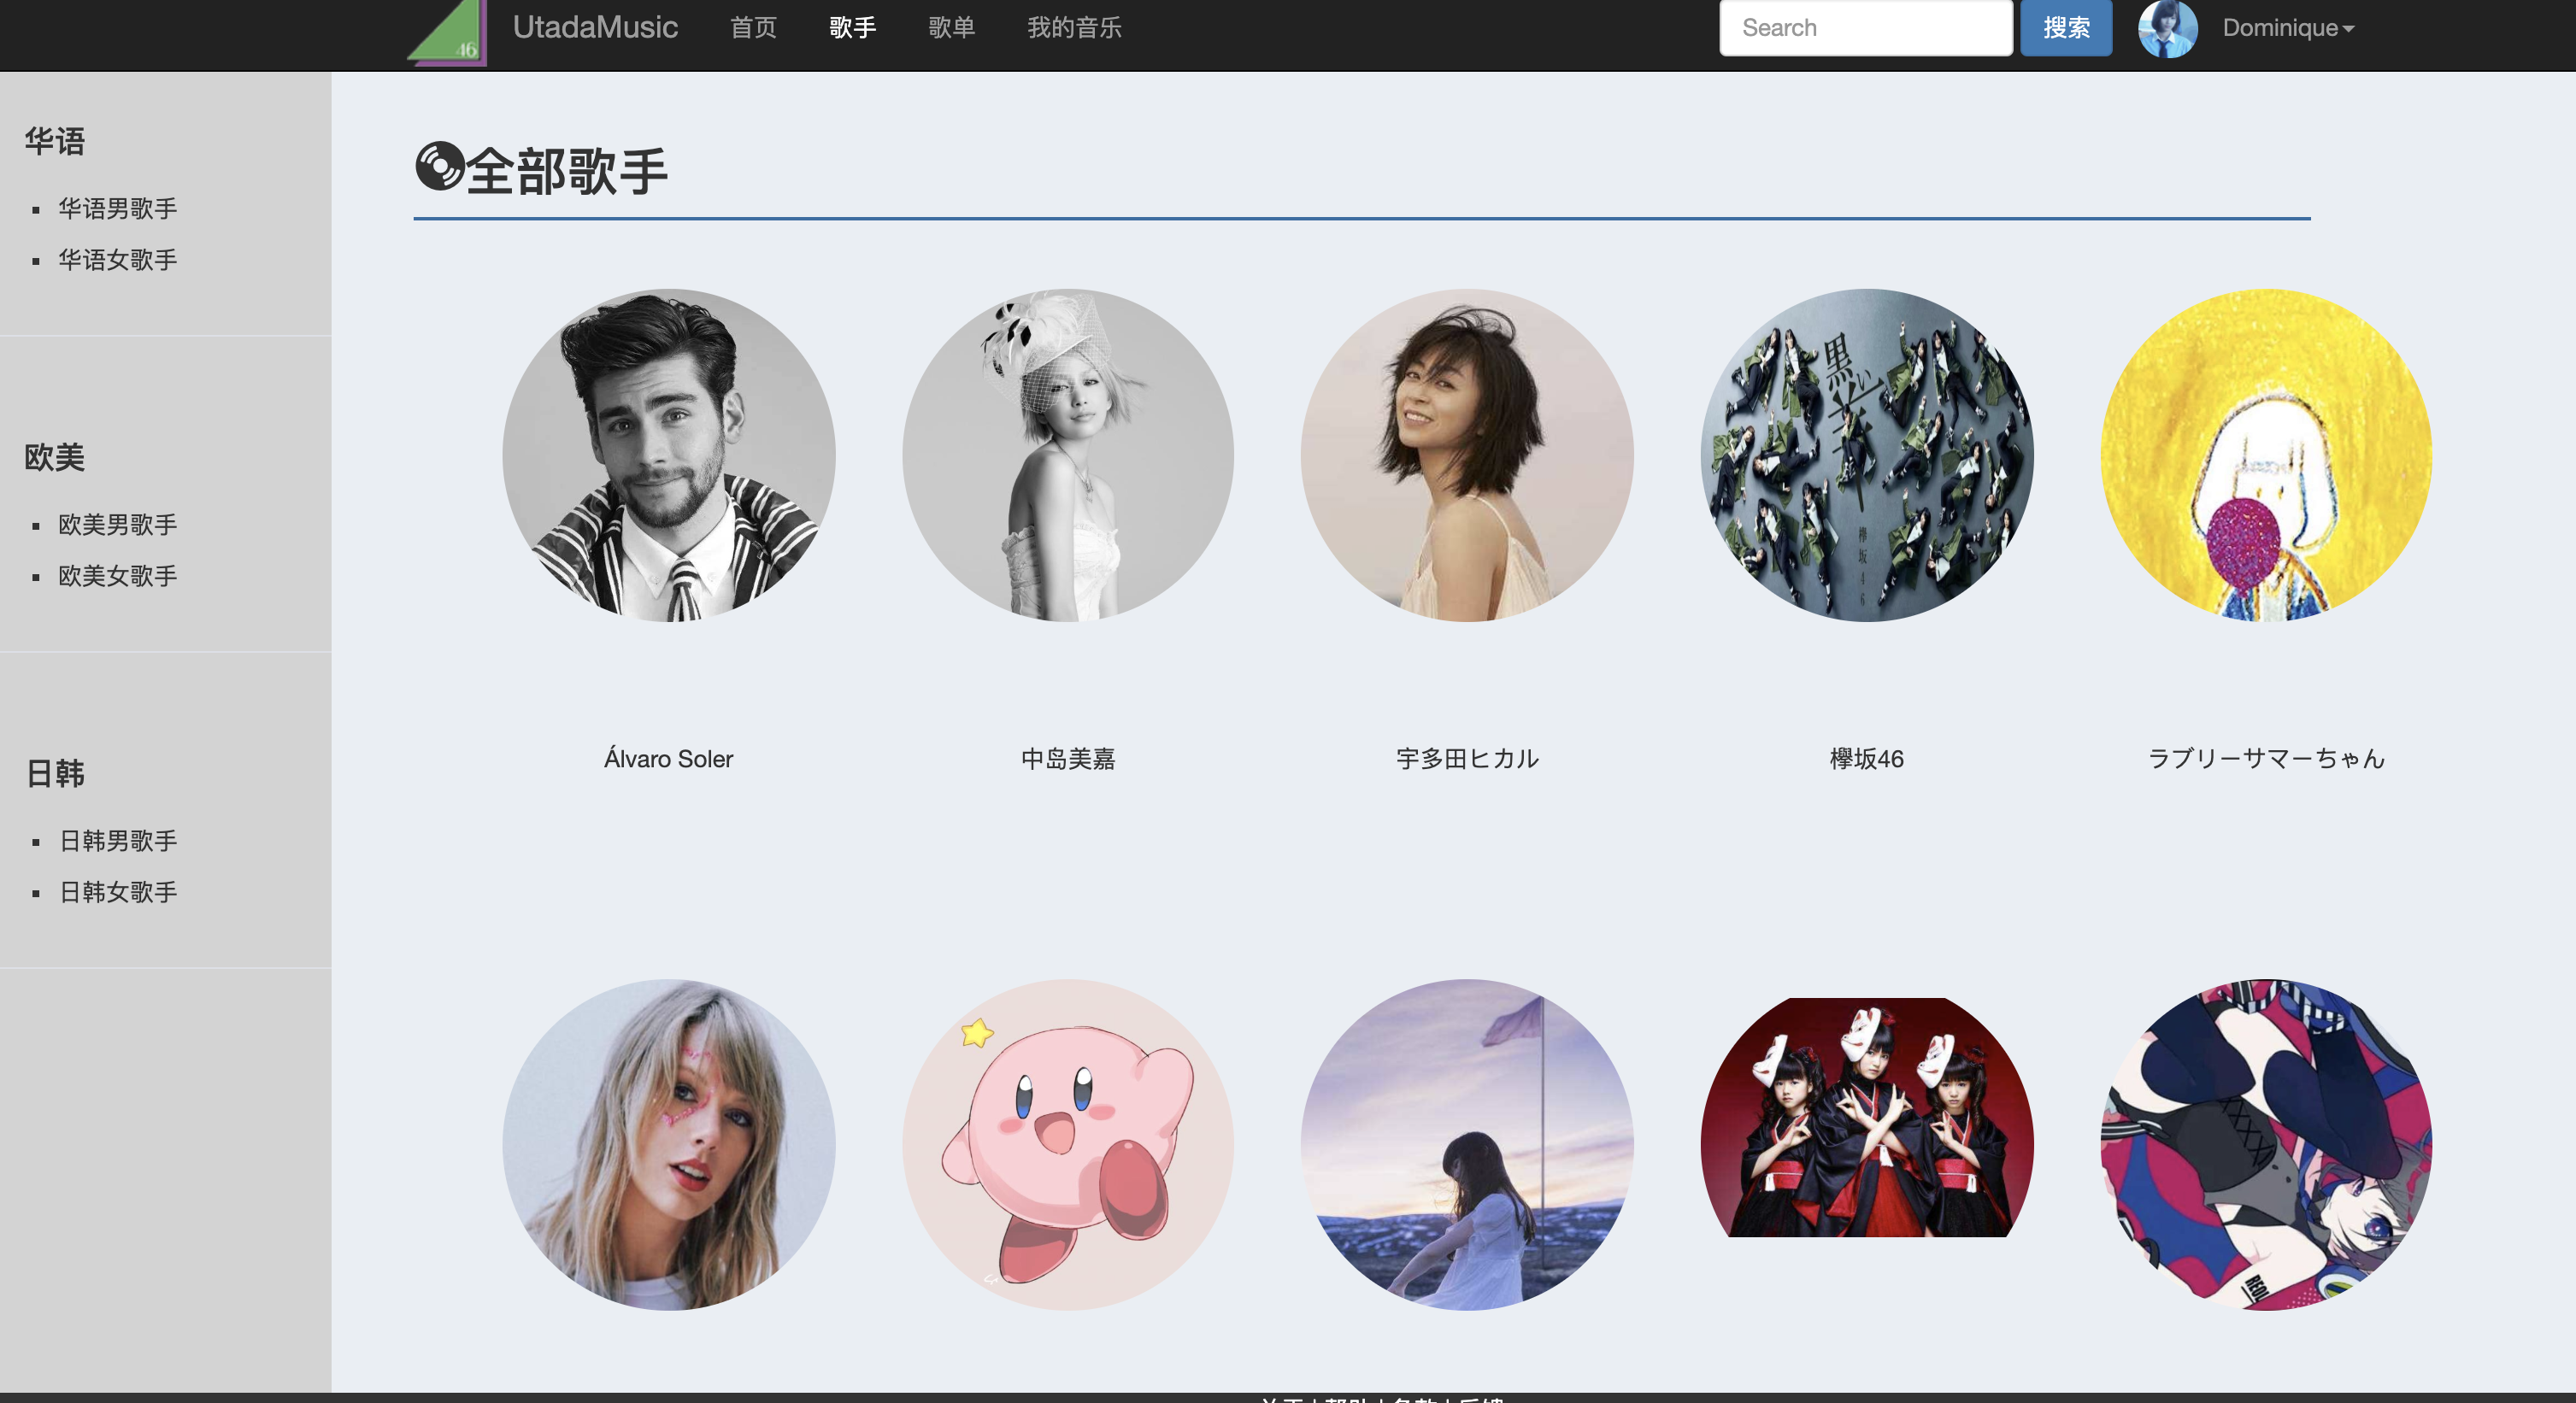 46
UtadaMusic 首页 歌手 歌单 我的音乐 Search 搜索 Dominique
华语
华语男歌手
华语女歌手
欧美
欧美男歌手
欧美女歌手
日韩
日韩男歌手
日韩女歌手
全部歌手
黒い羊
欅坂46
Álvaro Soler 中岛美嘉 宇多田ヒカル 欅坂46 ラブリーサマーちゃん
REOL